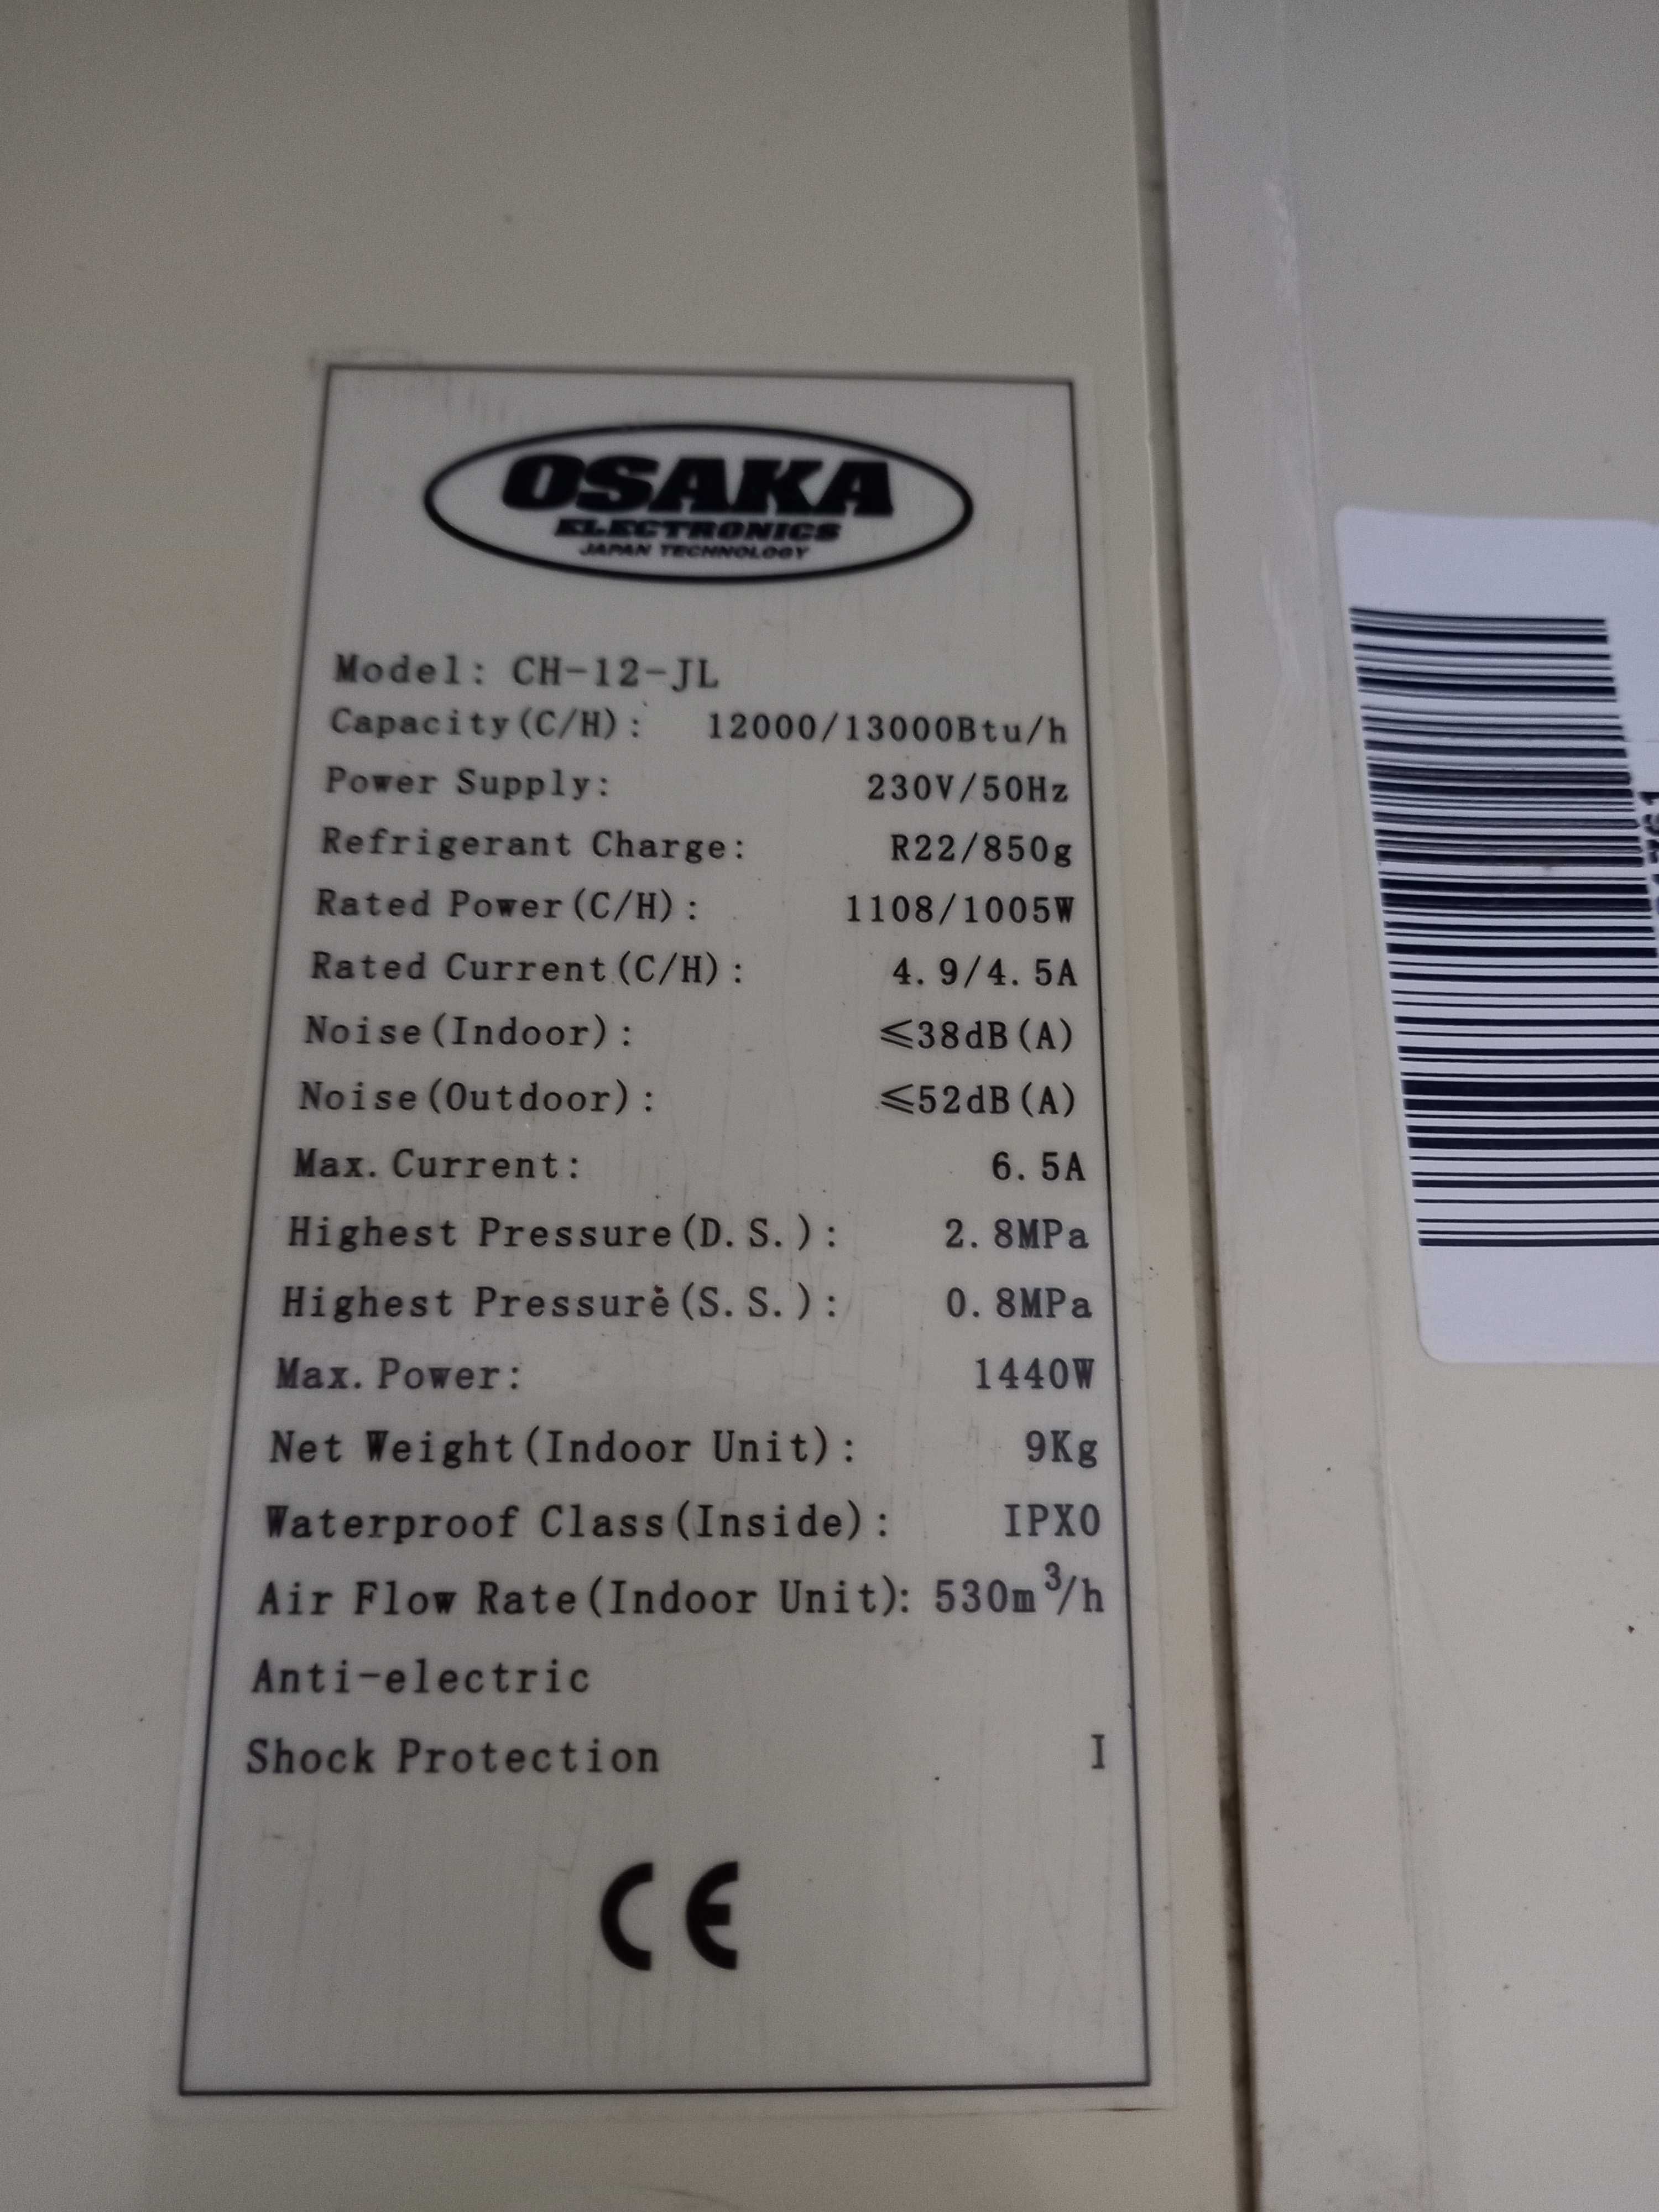 OSAKA
ELECTRONICS
JAPAN TECHNOLOGY
Model: CH-12-JL
Capacity(C/H): 12000/13000Btu/h
Power Supply: 230V/50Hz
Refrigerant Charge: R22/850g
Rated Power(C/H): 1108/1005W
Rated Current(C/H): 4.9/4.5A
Noise(Indoor): ≤38dB(A)
Noise(Outdoor): ≤52dB(A)
Max. Current: 6.5A
Highest Pressure(D.S.): 2.8MPa
Highest Pressure(S.S.): 0.8MPa
Max. Power: 1440W
Net Weight(Indoor Unit): 9Kg
Waterproof Class(Inside): IPX0
Air Flow Rate(Indoor Unit): 530m³/h
Anti-electric
Shock Protection I
CE